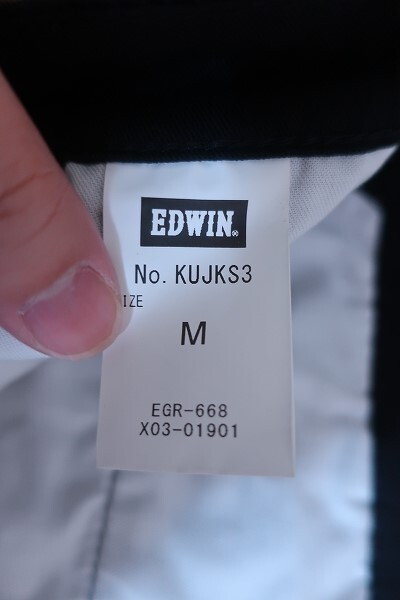 EDWIN®
No. KUJKS3
IZE
M
EGR-668
X03-01901